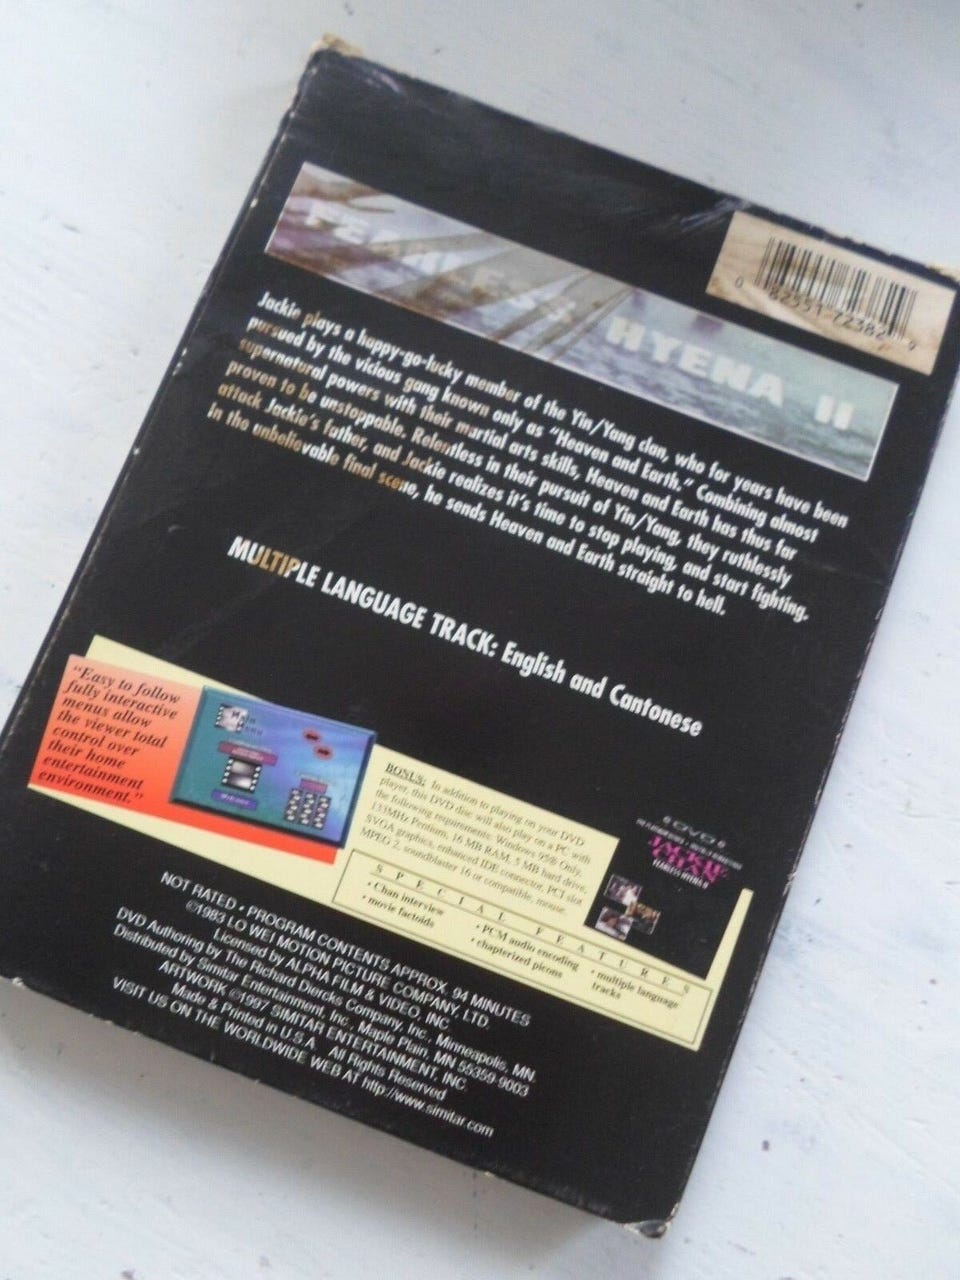 FEARLESS HYENA II
0 82551-72382 9
Jackie plays a happy-go-lucky member of the Yin/Yang clan, who for years have been
pursued by the vicious gang known only as "Heaven and Earth." Combining almost
supernatural powers with their martial arts skills, Heaven and Earth has thus far
proven to be unstoppable. Relentless in their pursuit of Yin/Yang, they ruthlessly
attack Jackie's father, and Jackie realizes it's time to stop playing, and start fighting.
in the unbelievable final scene, he sends Heaven and Earth straight to hell.
MULTIPLE LANGUAGE TRACK: English and Cantonese
"Easy to follow
fully interactive
menus allow
the viewer total
control over
their home
entertainment
environment."
Main
Menu
BONUS: In addition to playing on your DVD
player, this DVD disc will also play on a PC with
the following requirements: Windows 95® Only,
133MHz Pentium, 16 MB RAM, 5 MB hard drive,
SVGA graphics, enhanced IDE connector, PCI slot
MPEG 2, soundblaster 16 or compatible, mouse.
DVD
JACKIE
CHAN
FEARLESS HYENA II
SPECIAL FEATURES
• Chan interview
• movie factoids
• PCM audio encoding
• chapterized picons
• multiple language
tracks
NOT RATED • PROGRAM CONTENTS APPROX. 94 MINUTES
©1983 LO WEI MOTION PICTURE COMPANY, LTD.
Licensed by ALPHA FILM & VIDEO, INC.
DVD Authoring by The Richard Diercks Company, Inc., Minneapolis, MN.
Distributed by Simitar Entertainment, Inc., Maple Plain, MN 55359-9003
ARTWORK ©1997 SIMITAR ENTERTAINMENT, INC.
Made & Printed in U.S.A. All Rights Reserved
VISIT US ON THE WORLDWIDE WEB AT http://www.simitar.com